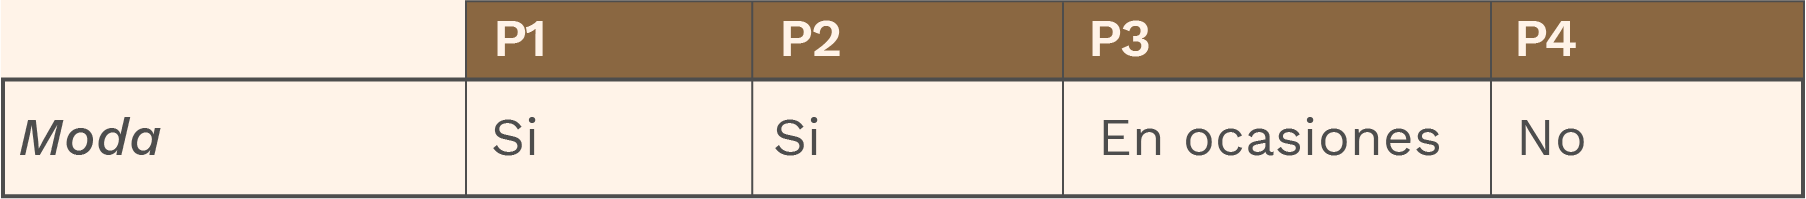 P1 P2 P3 P4
Moda Si Si En ocasiones No